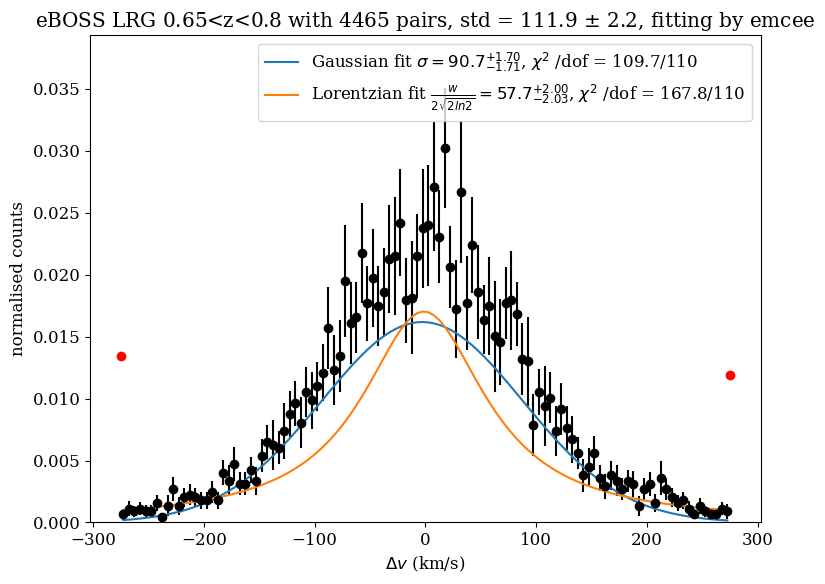 eBOSS LRG 0.65<z<0.8 with 4465 pairs, std = 111.9 ± 2.2, fitting by emcee
Gaussian fit σ = 90.7^{+1.70}_{-1.71}, χ² /dof = 109.7/110
Lorentzian fit \frac{w}{2\sqrt{2ln2}} = 57.7^{+2.00}_{-2.03}, χ² /dof = 167.8/110
normalised counts
0.035
0.030
0.025
0.020
0.015
0.010
0.005
0.000
−300 −200 −100 0 100 200 300
Δv (km/s)